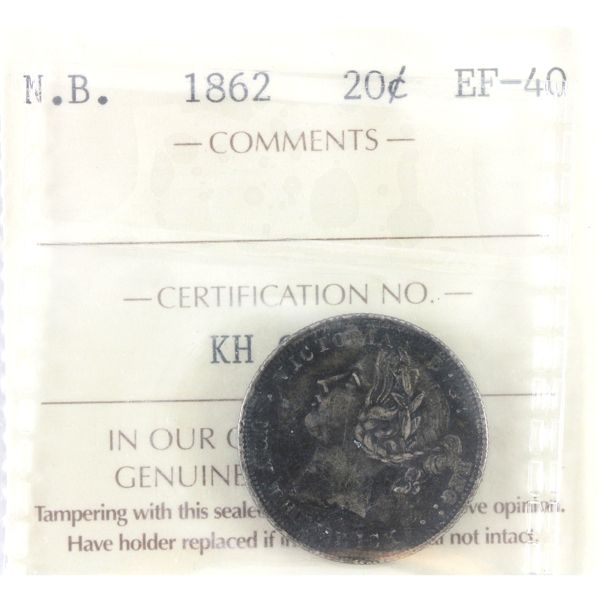 N.B. 1862 20¢ EF-40
— COMMENTS —
— CERTIFICATION NO. —
KH
IN OUR
GENUINE
Tampering with this seale ve opinion.
Have holder replaced if not intact.
VICTORIA